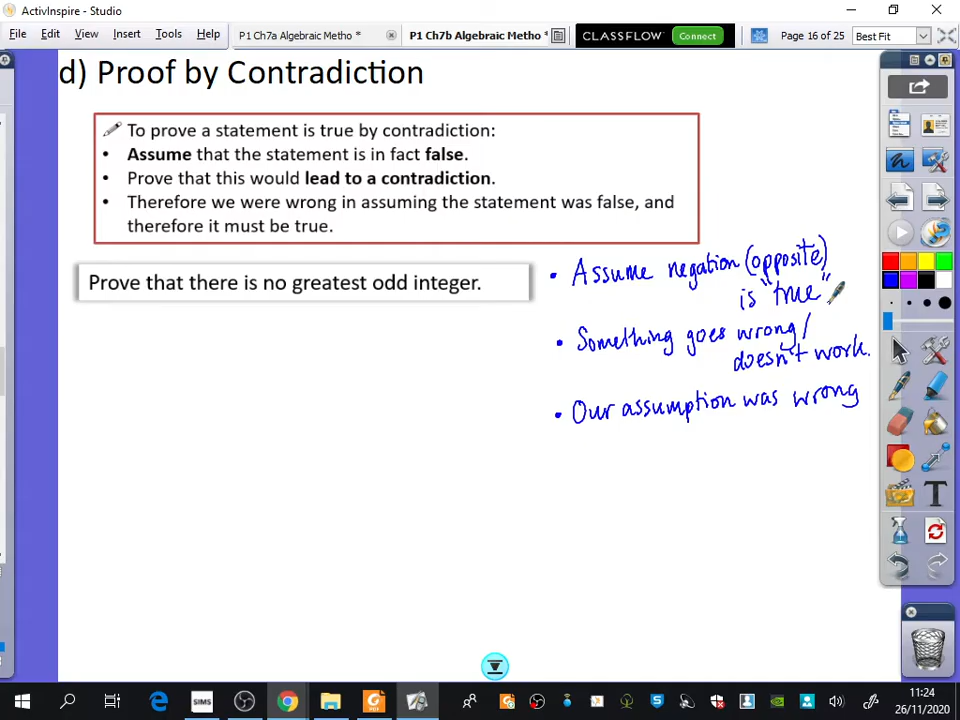 ActivInspire - Studio
File Edit View Insert Tools Help
P1 Ch7a Algebraic Metho *
P1 Ch7b Algebraic Metho *
CLASSFLOW
Connect
Page 16 of 25
Best Fit
d) Proof by Contradiction
To prove a statement is true by contradiction:
• Assume that the statement is in fact false.
• Prove that this would lead to a contradiction.
• Therefore we were wrong in assuming the statement was false, and
therefore it must be true.
Prove that there is no greatest odd integer.
• Assume negation (opposite)
is "true"
• Something goes wrong/
doesn't work.
• Our assumption was wrong
T
SIMS
11:24
26/11/2020